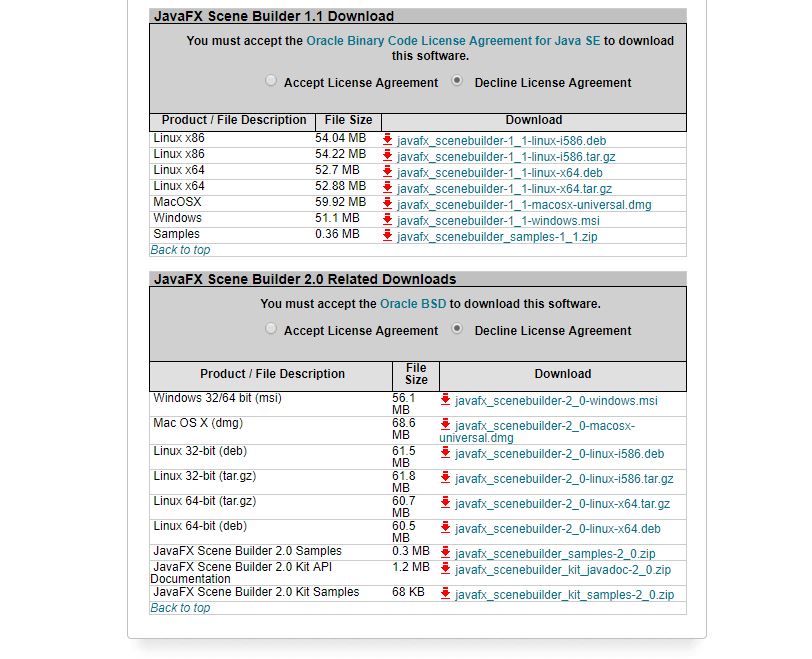 JavaFX Scene Builder 1.1 Download
You must accept the Oracle Binary Code License Agreement for Java SE to download
this software.
Accept License Agreement Decline License Agreement
Product / File Description File Size Download
Linux x86 54.04 MB javafx_scenebuilder-1_1-linux-i586.deb
Linux x86 54.22 MB javafx_scenebuilder-1_1-linux-i586.tar.gz
Linux x64 52.7 MB javafx_scenebuilder-1_1-linux-x64.deb
Linux x64 52.88 MB javafx_scenebuilder-1_1-linux-x64.tar.gz
MacOSX 59.92 MB javafx_scenebuilder-1_1-macosx-universal.dmg
Windows 51.1 MB javafx_scenebuilder-1_1-windows.msi
Samples 0.36 MB javafx_scenebuilder_samples-1_1.zip
Back to top
JavaFX Scene Builder 2.0 Related Downloads
You must accept the Oracle BSD to download this software.
Accept License Agreement Decline License Agreement
Product / File Description File Size Download
Windows 32/64 bit (msi) 56.1 MB javafx_scenebuilder-2_0-windows.msi
Mac OS X (dmg) 68.6 MB javafx_scenebuilder-2_0-macosx-
universal.dmg
Linux 32-bit (deb) 61.5 MB javafx_scenebuilder-2_0-linux-i586.deb
Linux 32-bit (tar.gz) 61.8 MB javafx_scenebuilder-2_0-linux-i586.tar.gz
Linux 64-bit (tar.gz) 60.7 MB javafx_scenebuilder-2_0-linux-x64.tar.gz
Linux 64-bit (deb) 60.5 MB javafx_scenebuilder-2_0-linux-x64.deb
JavaFX Scene Builder 2.0 Samples 0.3 MB javafx_scenebuilder_samples-2_0.zip
JavaFX Scene Builder 2.0 Kit API 1.2 MB javafx_scenebuilder_kit_javadoc-2_0.zip
Documentation
JavaFX Scene Builder 2.0 Kit Samples 68 KB javafx_scenebuilder_kit_samples-2_0.zip
Back to top